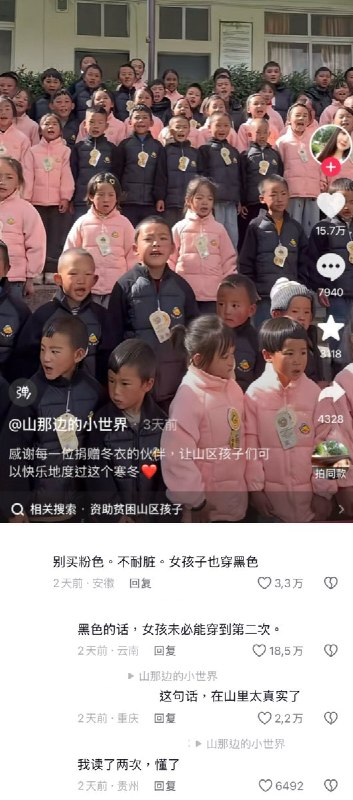 15.7万
7940
弹
3418
@山那边的小世界 · 3天前
4328
感谢每一位捐赠冬衣的伙伴，让山区孩子们可
以快乐地度过这个寒冬❤️
拍同款
相关搜索 · 资助贫困山区孩子
别买粉色。不耐脏。女孩子也穿黑色
2天前 · 安徽 回复 3,3万
黑色的话，女孩未必能穿到第二次。
2天前 · 云南 回复 18,5万
▶ 山那边的小世界
这句话，在山里太真实了
2天前 · 重庆 回复 2,2万
▶ 山那边的小世界
我读了两次，懂了
2天前 · 贵州 回复 6492